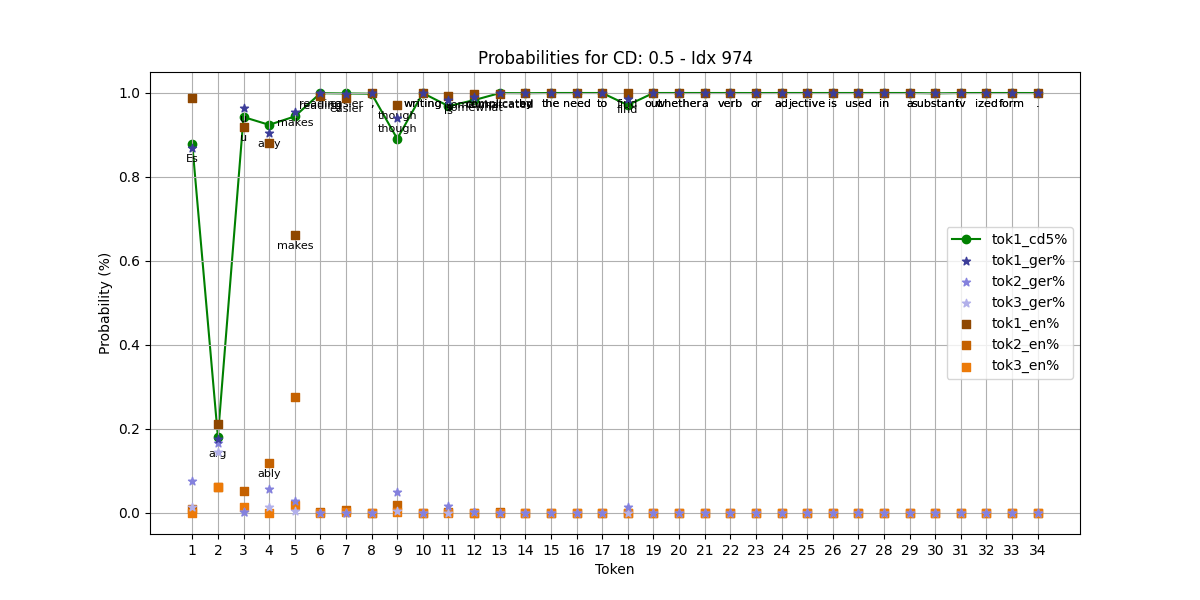 Probabilities for CD: 0.5 - Idx 974
Probability (%)
1.0
0.8
0.6
0.4
0.2
0.0
Es
arg
u
ably
ably
makes
makes
reading
easier
,
though
though
writing
is
somewhat
complicated
by
the need to
find
out
whether a verb or adjective is used in a substantiv ized form .
tok1_cd5%
tok1_ger%
tok2_ger%
tok3_ger%
tok1_en%
tok2_en%
tok3_en%
1 2 3 4 5 6 7 8 9 10 11 12 13 14 15 16 17 18 19 20 21 22 23 24 25 26 27 28 29 30 31 32 33 34
Token